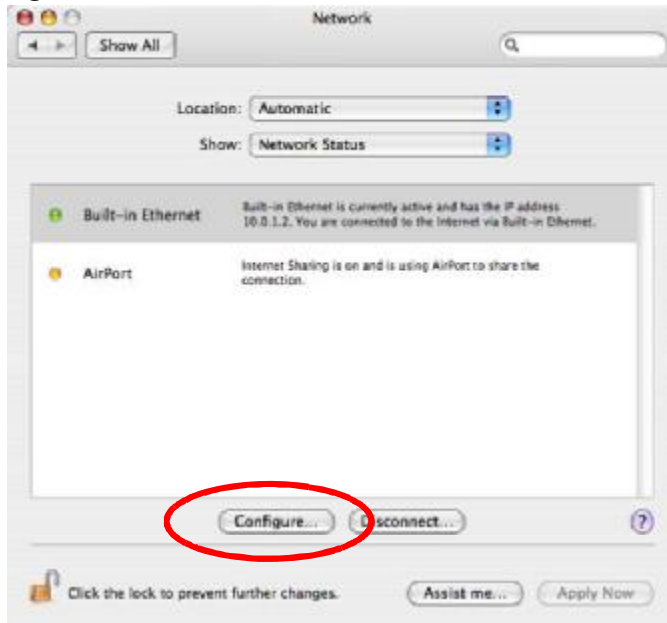 Network
Show All
Location: Automatic
Show: Network Status
Built-in Ethernet
Built-in Ethernet is currently active and has the IP address
10.0.1.2. You are connected to the Internet via Built-in Ethernet.
AirPort
Internet Sharing is on and is using AirPort to share the
connection.
Configure... Disconnect... ?
Click the lock to prevent further changes. Assist me... Apply Now